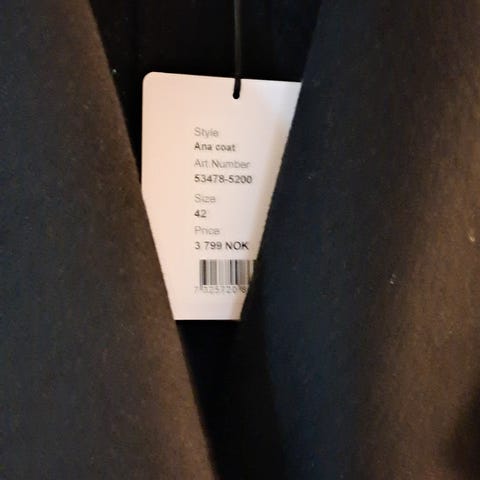 Style
Ana coat
Art.Number
53478-5200
Size
42
Price
3 799 NOK